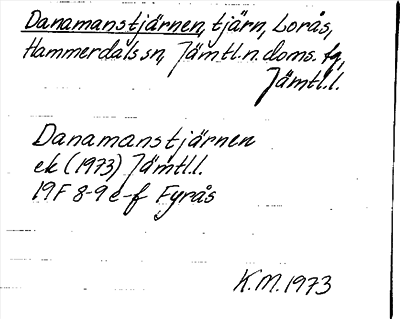 Danamanstjärnen, tjärn, Lorås,
Hammerdals sn, Jämtl.n.doms. fg,
Jämtl.l.
Danamanstjärnen
ek (1973) Jämtl.l.
19F 8-9 e-f Fyrås
K.M. 1973